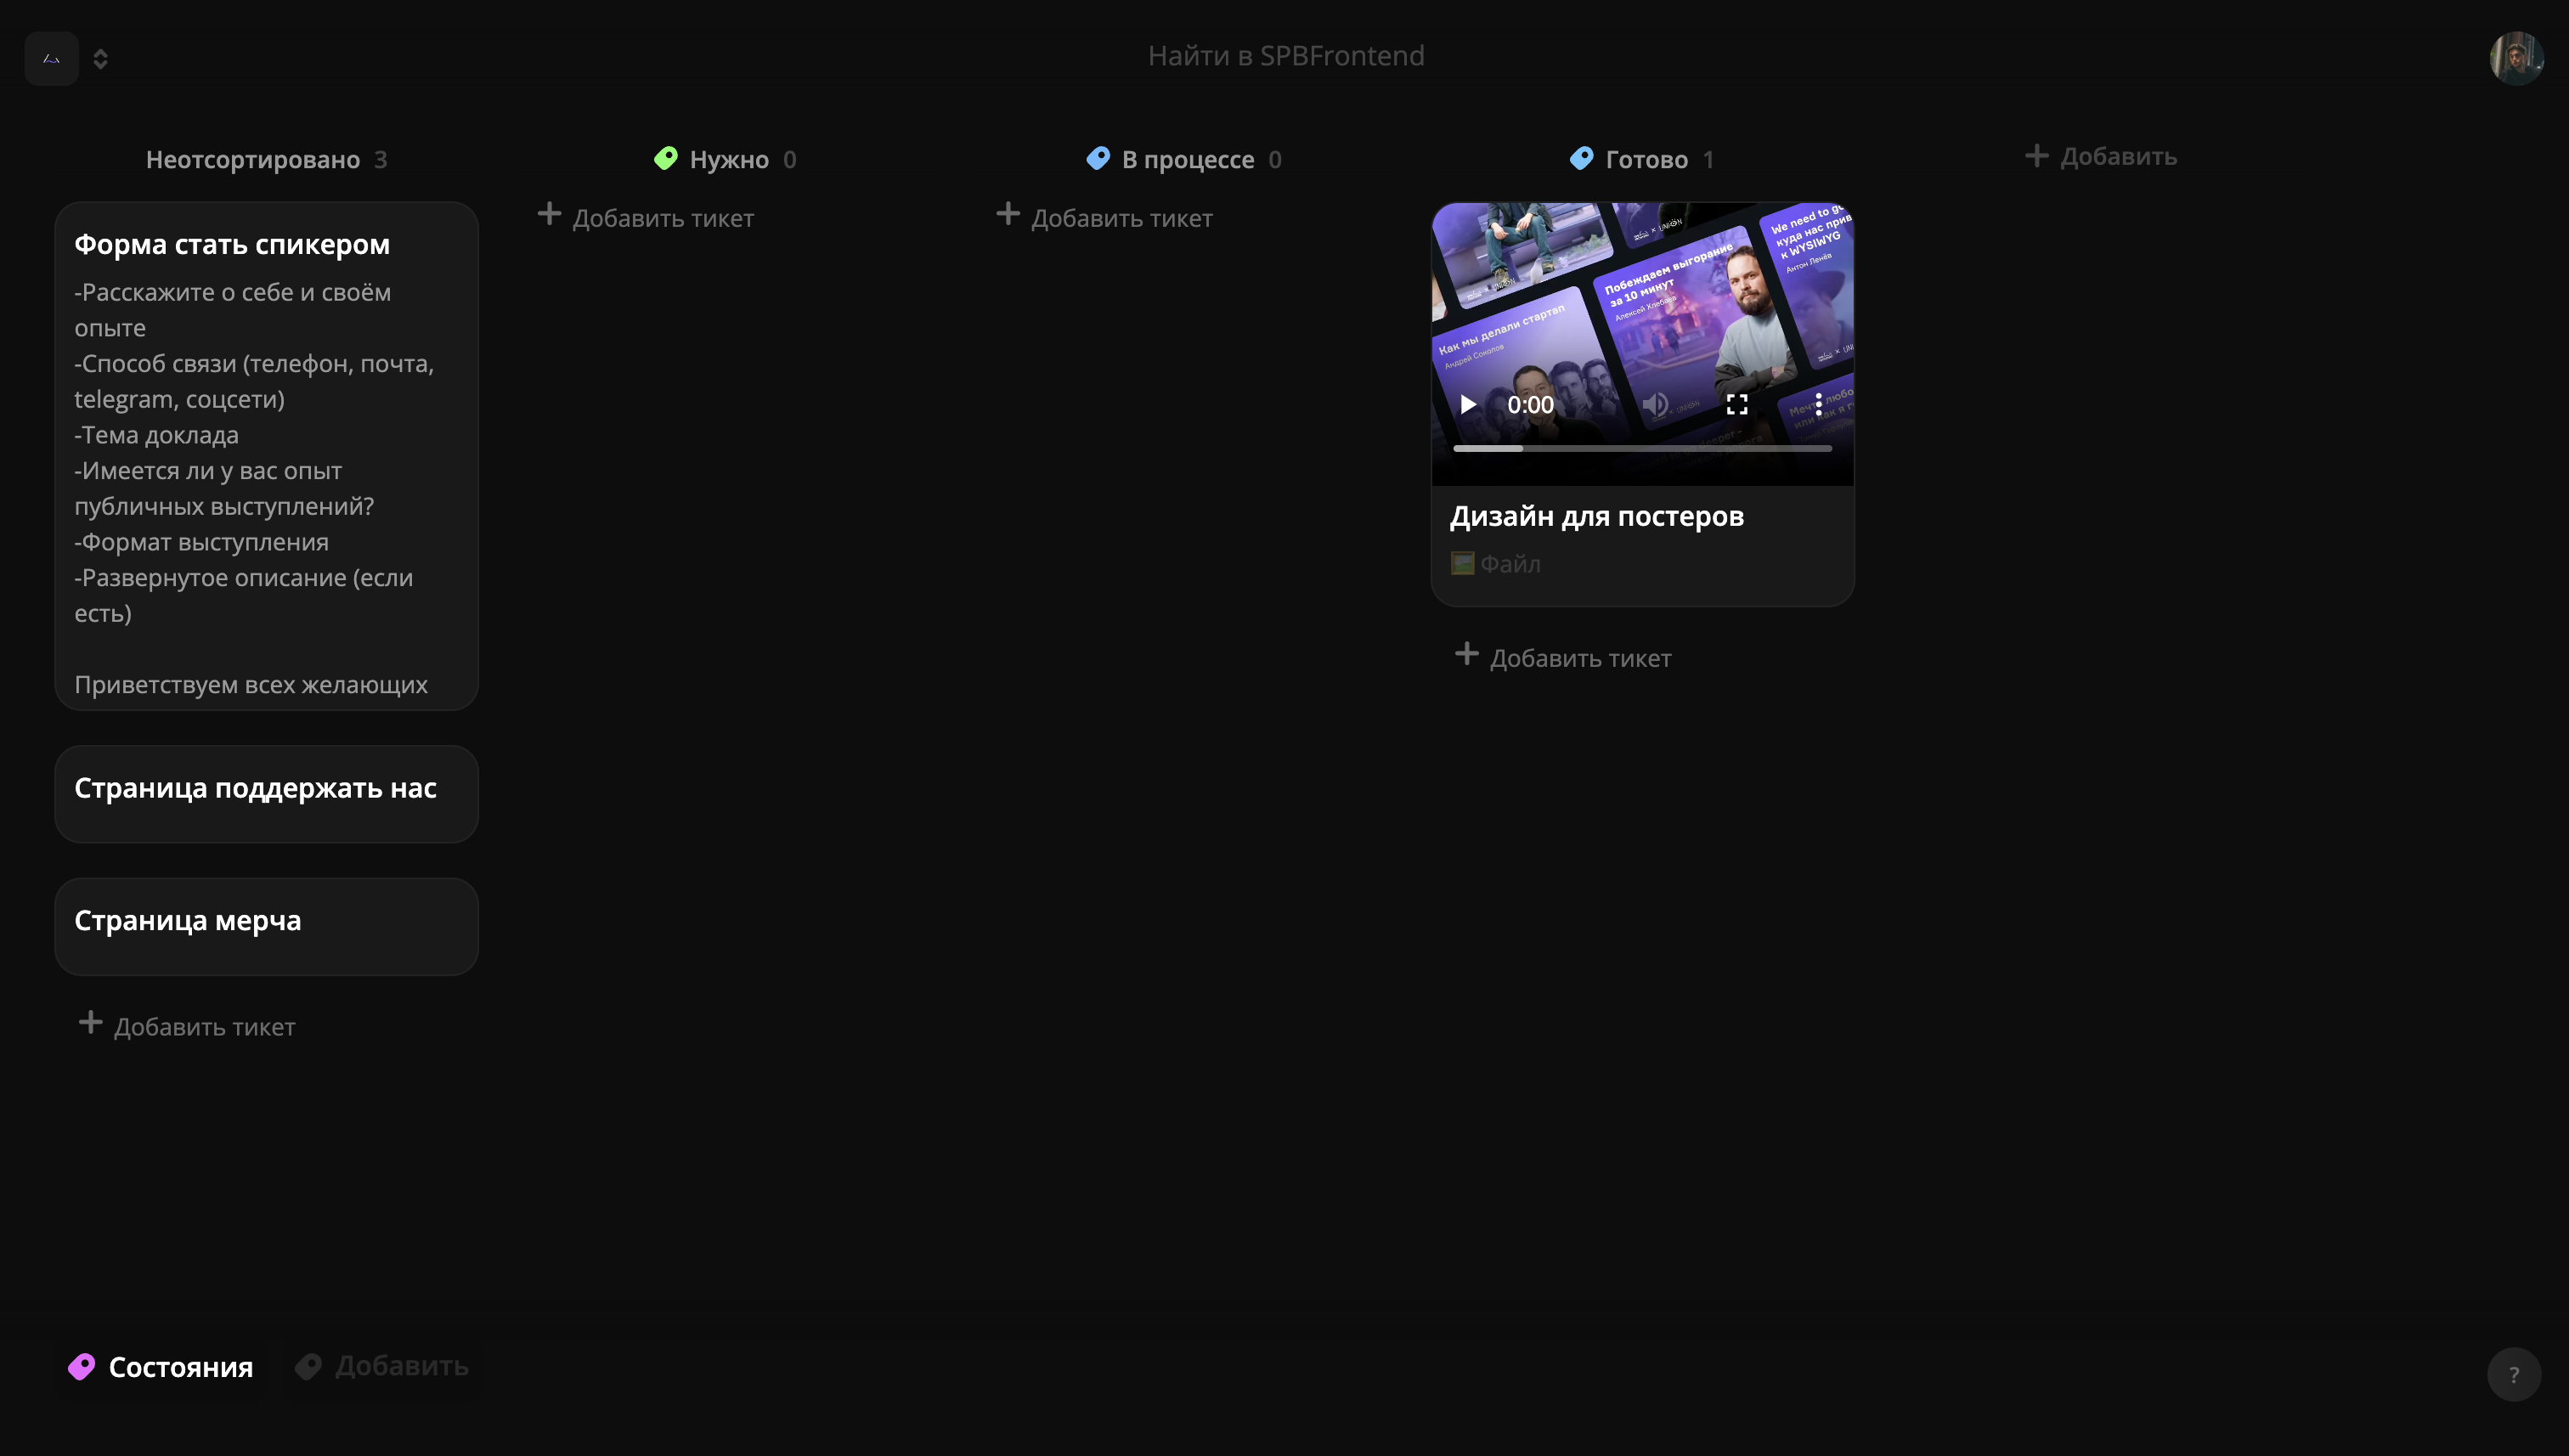 Найти в SPBFrontend
Неотсортировано 3
Форма стать спикером
-Расскажите о себе и своём
опыте
-Способ связи (телефон, почта,
telegram, соцсети)
-Тема доклада
-Имеется ли у вас опыт
публичных выступлений?
-Формат выступления
-Развернутое описание (если
есть)
Приветствуем всех желающих
Страница поддержать нас
Страница мерча
+ Добавить тикет
Нужно 0
+ Добавить тикет
В процессе 0
+ Добавить тикет
Готово 1
We need to go
куда нас прив
к WYSIWYG
Антон Ленёв
Побеждаем выгорание
за 10 минут
Алексей Хлебаев
Как мы делали стартап
Андрей Соколов
0:00
Дизайн для постеров
Файл
+ Добавить тикет
+ Добавить
Состояния
Добавить
?